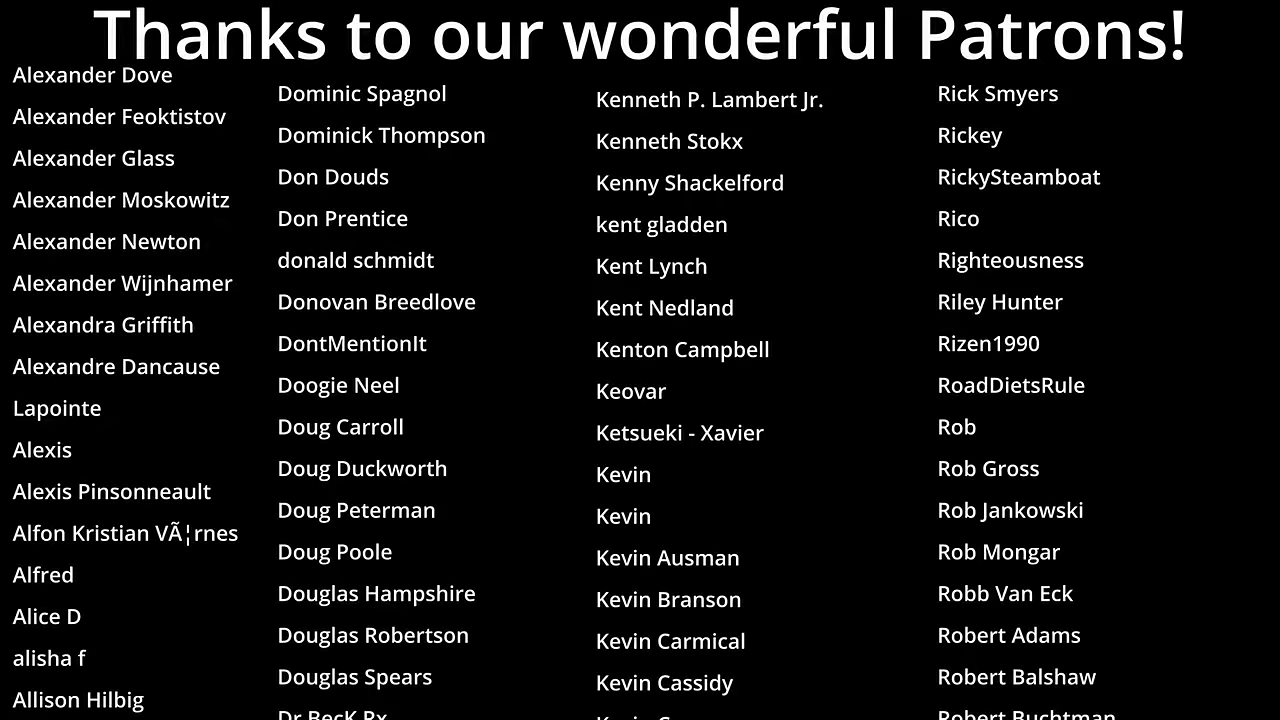 Thanks to our wonderful Patrons!
Alexander Dove
Alexander Feoktistov
Alexander Glass
Alexander Moskowitz
Alexander Newton
Alexander Wijnhamer
Alexandra Griffith
Alexandre Dancause
Lapointe
Alexis
Alexis Pinsonneault
Alfon Kristian VÃ¦rnes
Alfred
Alice D
alisha f
Allison Hilbig
Dominic Spagnol
Dominick Thompson
Don Douds
Don Prentice
donald schmidt
Donovan Breedlove
DontMentionIt
Doogie Neel
Doug Carroll
Doug Duckworth
Doug Peterman
Doug Poole
Douglas Hampshire
Douglas Robertson
Douglas Spears
Dr BecK Rx
Kenneth P. Lambert Jr.
Kenneth Stokx
Kenny Shackelford
kent gladden
Kent Lynch
Kent Nedland
Kenton Campbell
Keovar
Ketsueki - Xavier
Kevin
Kevin
Kevin Ausman
Kevin Branson
Kevin Carmical
Kevin Cassidy
Kevin
Rick Smyers
Rickey
RickySteamboat
Rico
Righteousness
Riley Hunter
Rizen1990
RoadDietsRule
Rob
Rob Gross
Rob Jankowski
Rob Mongar
Robb Van Eck
Robert Adams
Robert Balshaw
Robert Buchtman